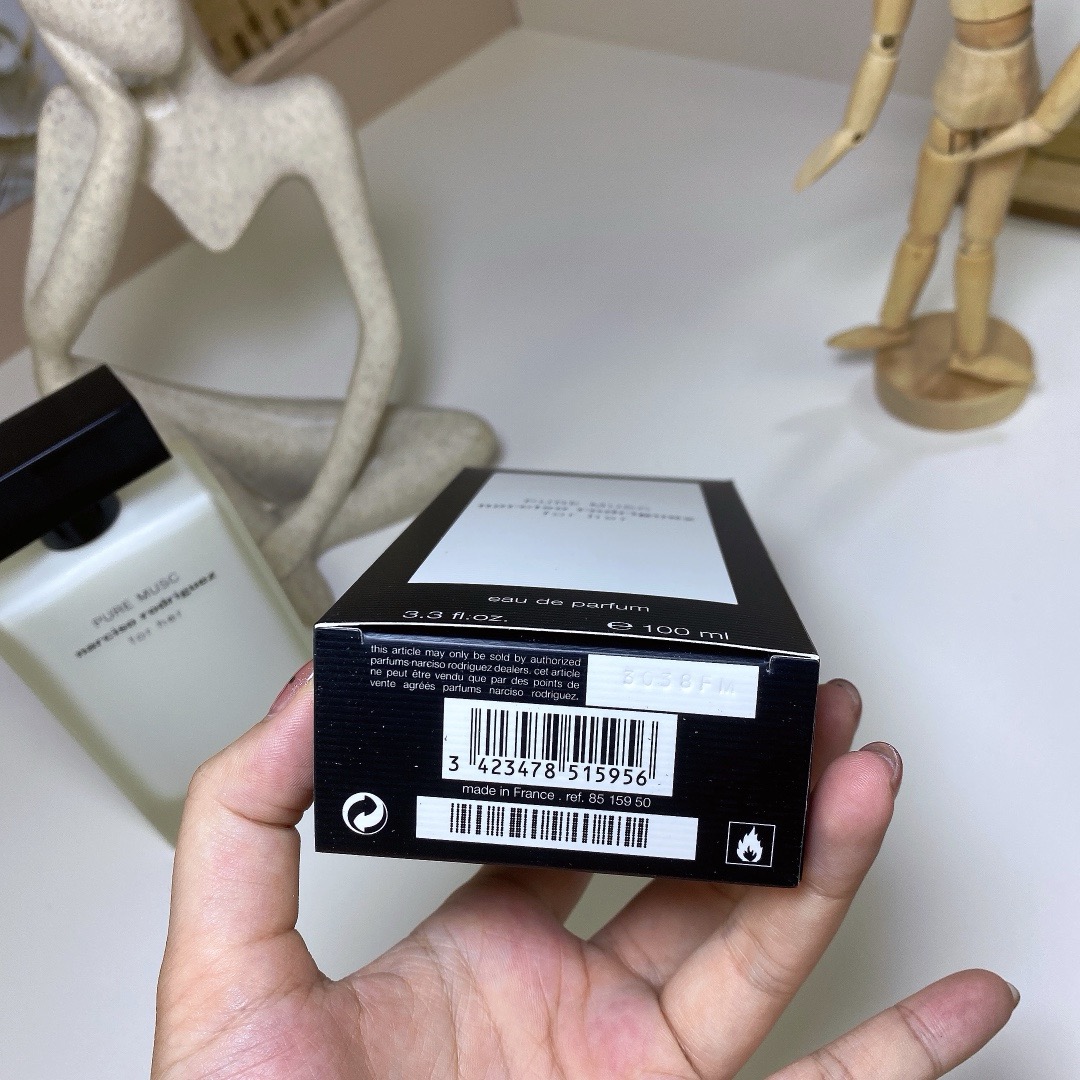 PURE MUSC
narciso rodriguez
for her
PURE MUSC
narciso rodriguez
for her
eau de parfum
3.3 fl.oz. ℮ 100 ml
this article may only be sold by authorized
parfums narciso rodriguez dealers. cet article
ne peut être vendu que par des points de
vente agréés parfums narciso rodriguez.
3 423478 515956
made in France . ref. 85 159 50